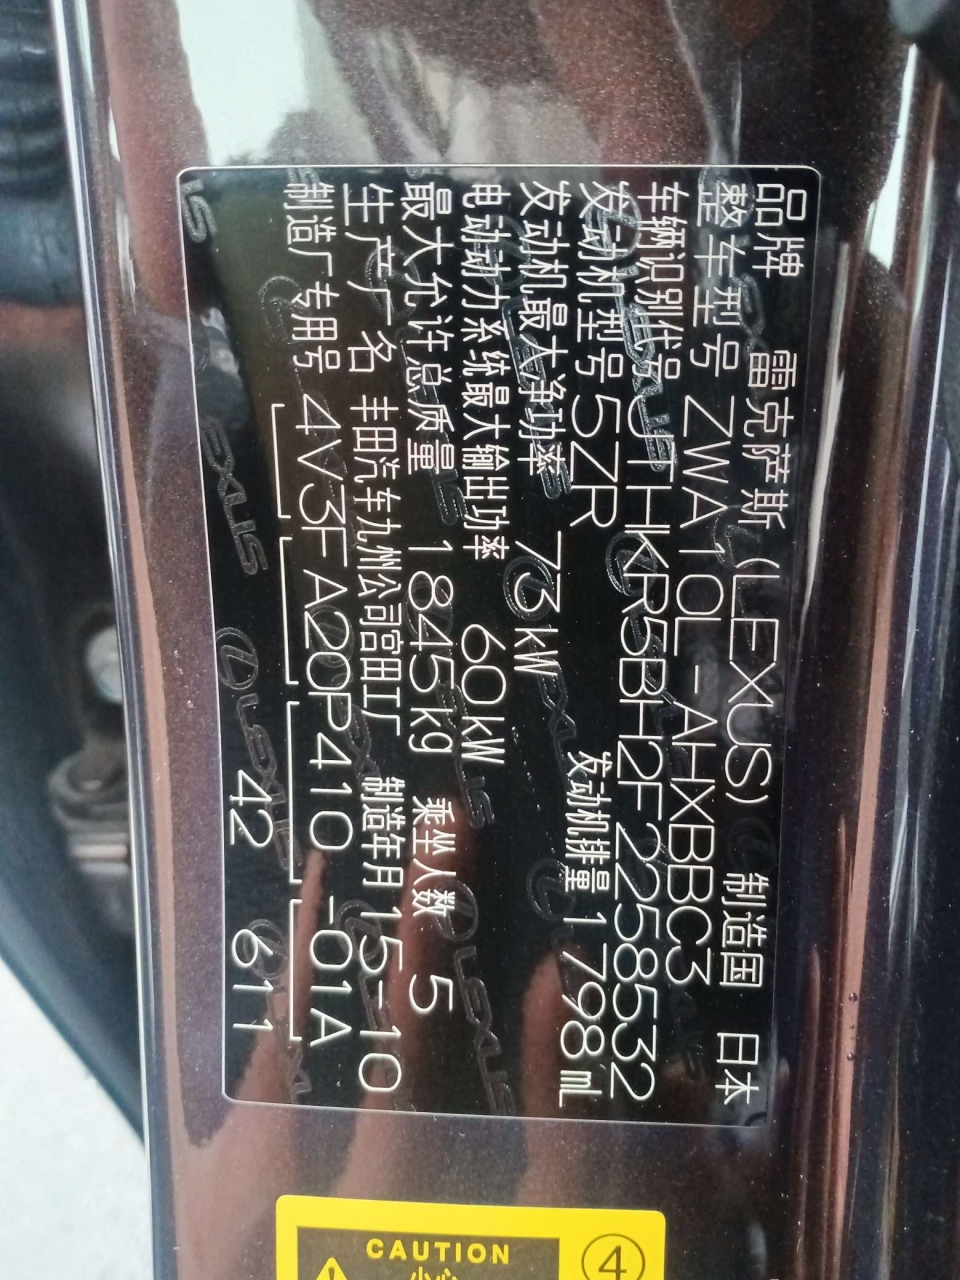 品牌 雷克萨斯 (LEXUS) 制造国 日本
整车型号 ZWA10L-AHXBBC3
车辆识别代号 JTHKR5BH2F2258532
发动机型号 5ZR 发动机排量 1798ml
发动机最大净功率 73kW
电动动力系统最大输出功率 60kW
最大允许总质量 1845kg 乘坐人数 5
生产厂名 丰田汽车九州公司宫田工厂 制造年月 15-10
制造厂专用号 4V3FA20P410-01A
42 611
CAUTION
④
小心